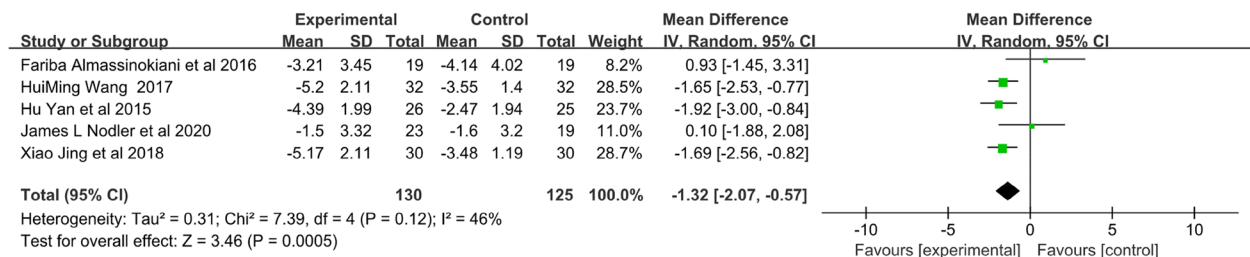 Experimental Control Mean Difference Mean Difference
Study or Subgroup Mean SD Total Mean SD Total Weight IV, Random, 95% CI IV, Random, 95% CI
Fariba Almassinokiani et al 2016 -3.21 3.45 19 -4.14 4.02 19 8.2% 0.93 [-1.45, 3.31]
HuiMing Wang 2017 -5.2 2.11 32 -3.55 1.4 32 28.5% -1.65 [-2.53, -0.77]
Hu Yan et al 2015 -4.39 1.99 26 -2.47 1.94 25 23.7% -1.92 [-3.00, -0.84]
James L Nodler et al 2020 -1.5 3.32 23 -1.6 3.2 19 11.0% 0.10 [-1.88, 2.08]
Xiao Jing et al 2018 -5.17 2.11 30 -3.48 1.19 30 28.7% -1.69 [-2.56, -0.82]
Total (95% CI) 130 125 100.0% -1.32 [-2.07, -0.57]
Heterogeneity: Tau² = 0.31; Chi² = 7.39, df = 4 (P = 0.12); I² = 46%
Test for overall effect: Z = 3.46 (P = 0.0005)
-10 -5 0 5 10
Favours [experimental] Favours [control]